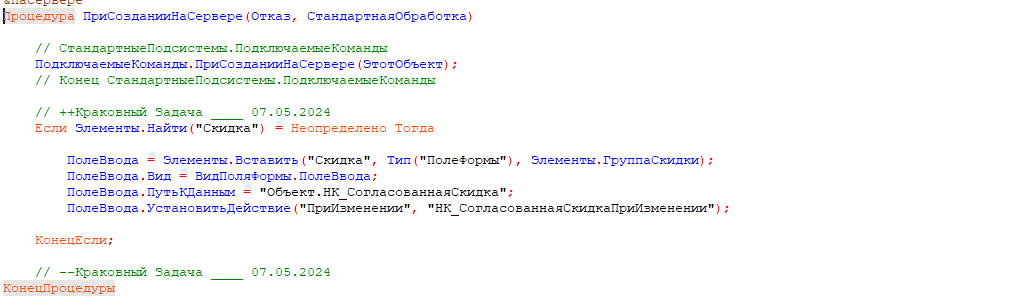 &НаСервере
Процедура ПриСозданииНаСервере(Отказ, СтандартнаяОбработка)
// СтандартныеПодсистемы.ПодключаемыеКоманды
ПодключаемыеКоманды.ПриСозданииНаСервере(ЭтотОбъект);
// Конец СтандартныеПодсистемы.ПодключаемыеКоманды
// ++Краковный Задача ____ 07.05.2024
Если Элементы.Найти("Скидка") = Неопределено Тогда
ПолеВвода = Элементы.Вставить("Скидка", Тип("ПолеФормы"), Элементы.ГруппаСкидки);
ПолеВвода.Вид = ВидПоляФормы.ПолеВвода;
ПолеВвода.ПутьКДанным = "Объект.НК_СогласованнаяСкидка";
ПолеВвода.УстановитьДействие("ПриИзменении", "НК_СогласованнаяСкидкаПриИзменении");
КонецЕсли;
// --Краковный Задача ____ 07.05.2024
КонецПроцедуры